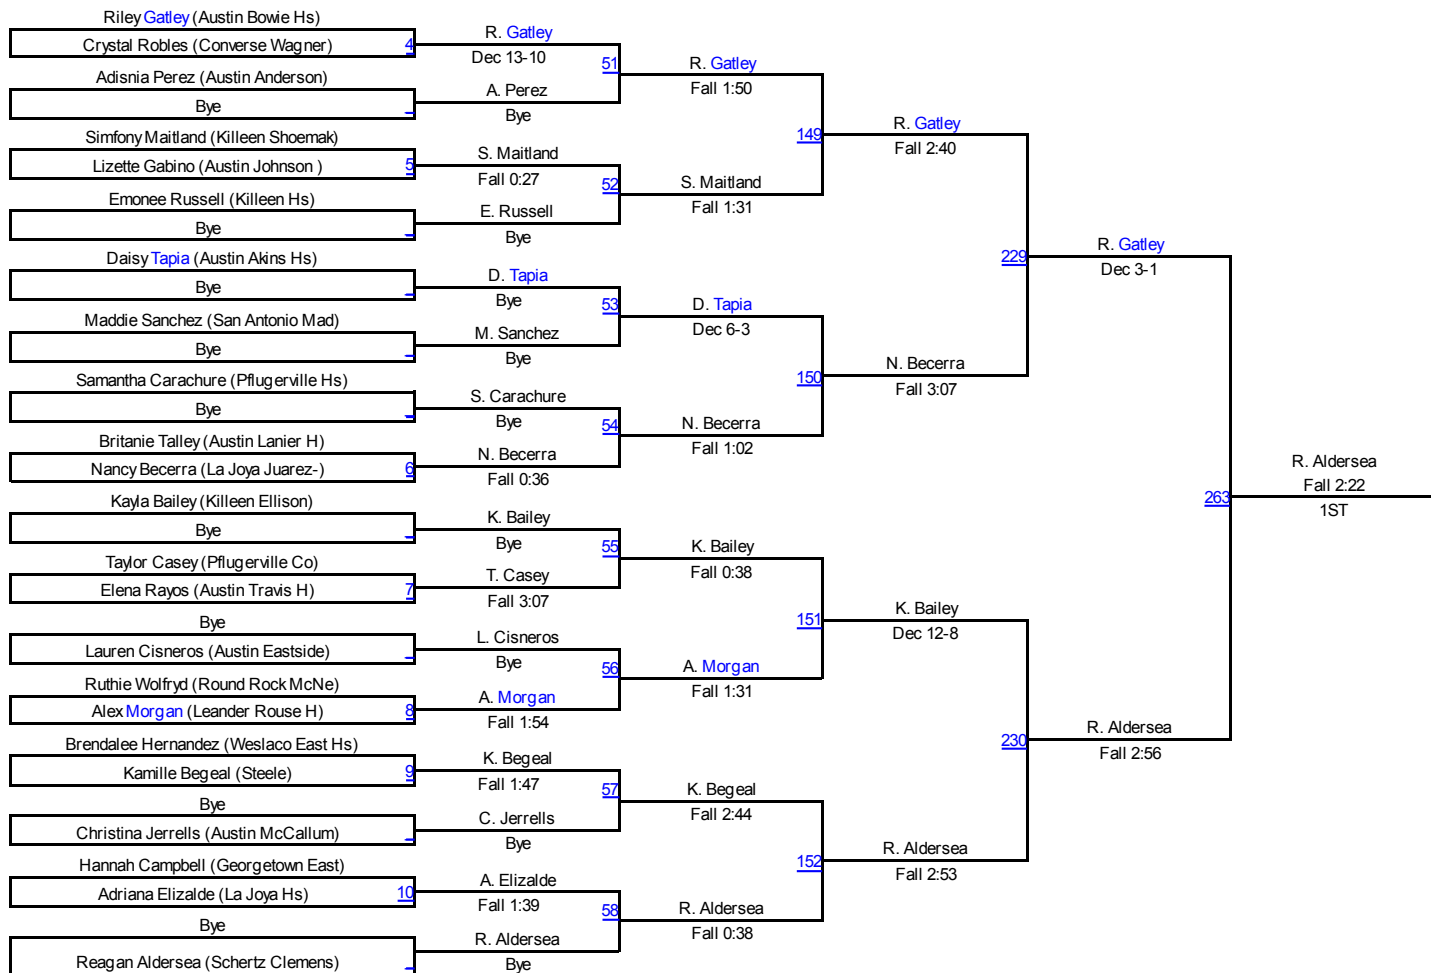 Riley Gatley (Austin Bowie Hs)
Crystal Robles (Converse Wagner)
4
Adisnia Perez (Austin Anderson)
Bye
Simfony Maitland (Killeen Shoemak)
Lizette Gabino (Austin Johnson )
5
Emonee Russell (Killeen Hs)
Bye
Daisy Tapia (Austin Akins Hs)
Bye
Maddie Sanchez (San Antonio Mad)
Bye
Samantha Carachure (Pflugerville Hs)
Bye
Britanie Talley (Austin Lanier H)
Nancy Becerra (La Joya Juarez-)
6
Kayla Bailey (Killeen Ellison)
Bye
Taylor Casey (Pflugerville Co)
Elena Rayos (Austin Travis H)
7
Bye
Lauren Cisneros (Austin Eastside)
Ruthie Wolfryd (Round Rock McNe)
Alex Morgan (Leander Rouse H)
8
Brendalee Hernandez (Weslaco East Hs)
Kamille Begeal (Steele)
9
Bye
Christina Jerrells (Austin McCallum)
Hannah Campbell (Georgetown East)
Adriana Elizalde (La Joya Hs)
10
Bye
Reagan Aldersea (Schertz Clemens)
R. Gatley
Dec 13-10
51
A. Perez
Bye
S. Maitland
Fall 0:27
52
E. Russell
Bye
D. Tapia
Bye
53
M. Sanchez
Bye
S. Carachure
Bye
54
N. Becerra
Fall 0:36
K. Bailey
Bye
55
T. Casey
Fall 3:07
L. Cisneros
Bye
56
A. Morgan
Fall 1:54
K. Begeal
Fall 1:47
57
C. Jerrells
Bye
A. Elizalde
Fall 1:39
58
R. Aldersea
Bye
R. Gatley
Fall 1:50
149
S. Maitland
Fall 1:31
D. Tapia
Dec 6-3
150
N. Becerra
Fall 1:02
K. Bailey
Fall 0:38
151
A. Morgan
Fall 1:31
K. Begeal
Fall 2:44
152
R. Aldersea
Fall 0:38
R. Gatley
Fall 2:40
229
N. Becerra
Fall 3:07
K. Bailey
Dec 12-8
230
R. Aldersea
Fall 2:53
R. Gatley
Dec 3-1
263
R. Aldersea
Fall 2:56
R. Aldersea
Fall 2:22
1ST